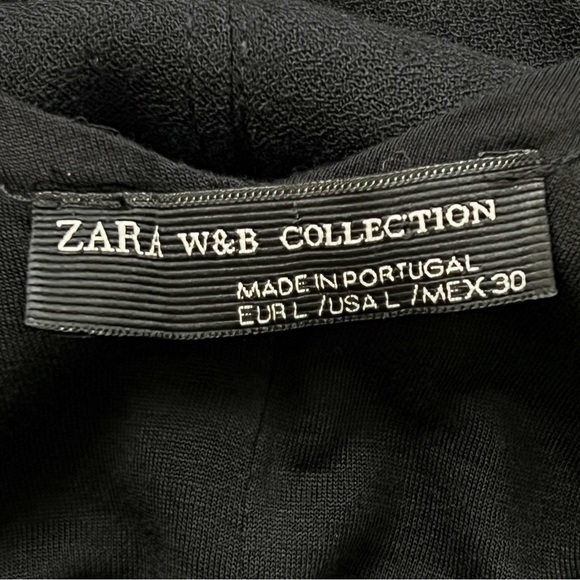 ZARA W&B COLLECTION
MADE IN PORTUGAL
EUR L /USA L /MEX 30